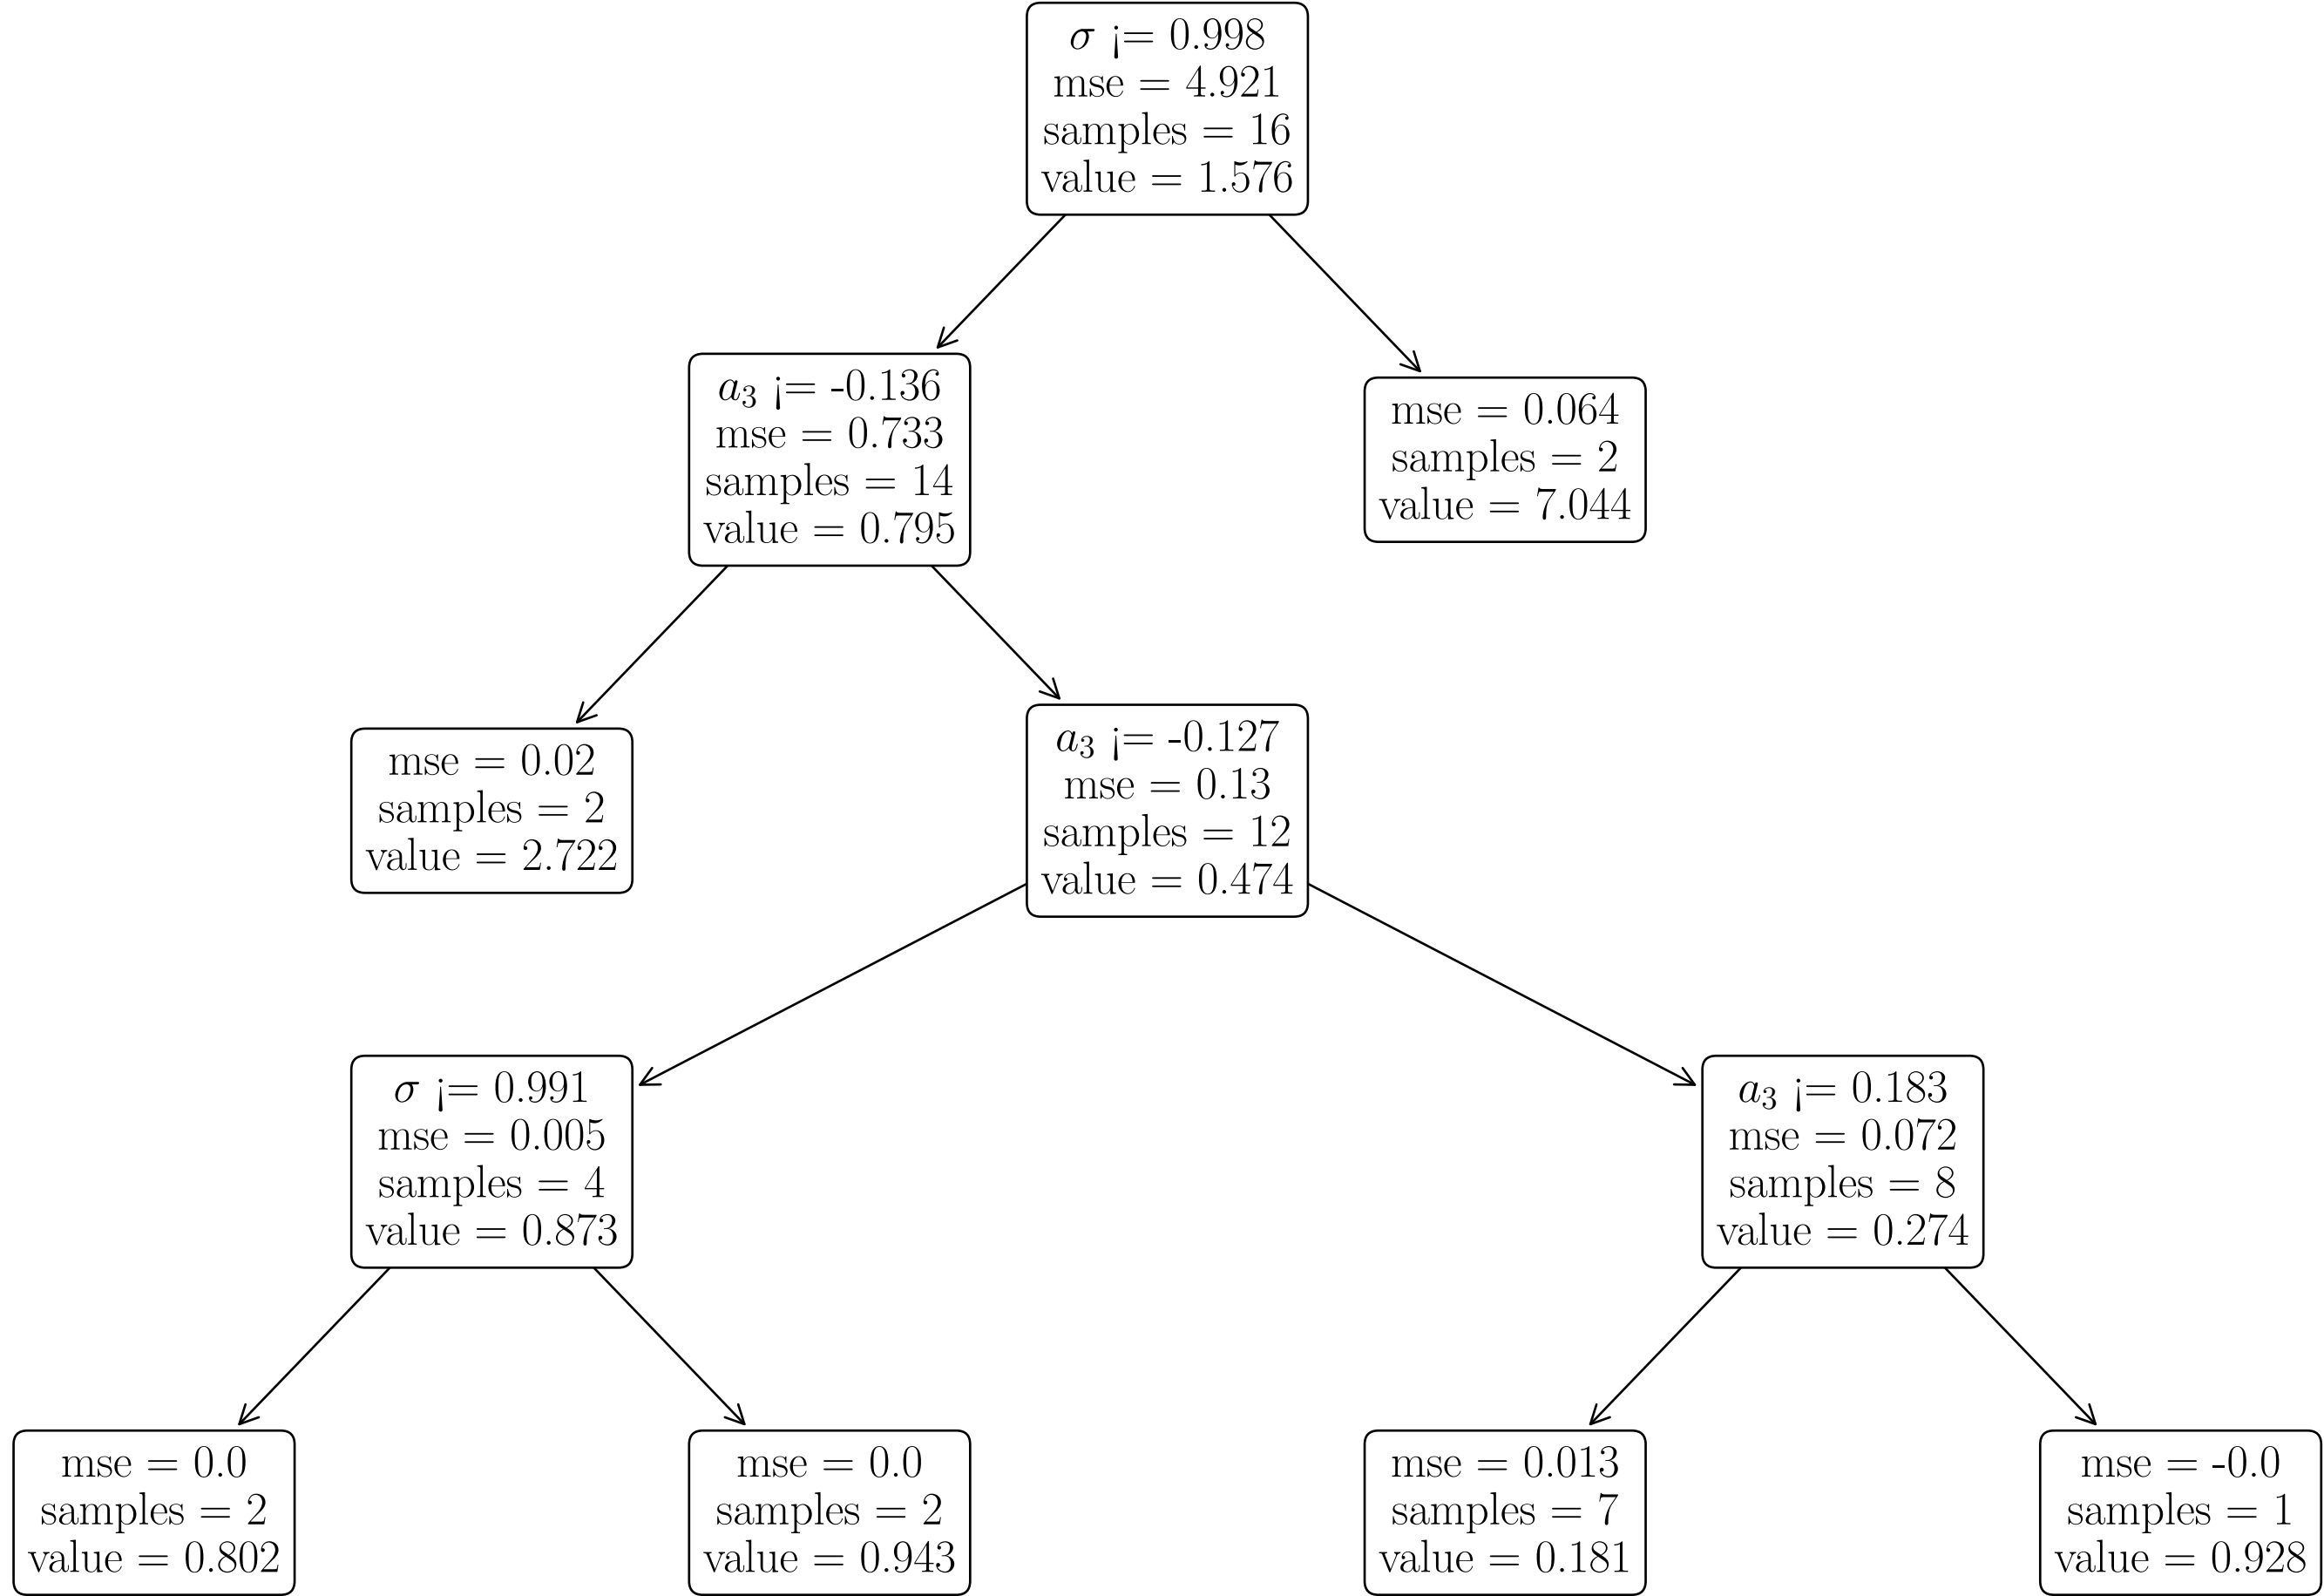 σ ¡= 0.998
mse = 4.921
samples = 16
value = 1.576
a₃ ¡= -0.136
mse = 0.733
samples = 14
value = 0.795
mse = 0.064
samples = 2
value = 7.044
mse = 0.02
samples = 2
value = 2.722
a₃ ¡= -0.127
mse = 0.13
samples = 12
value = 0.474
σ ¡= 0.991
mse = 0.005
samples = 4
value = 0.873
a₃ ¡= 0.183
mse = 0.072
samples = 8
value = 0.274
mse = 0.0
samples = 2
value = 0.802
mse = 0.0
samples = 2
value = 0.943
mse = 0.013
samples = 7
value = 0.181
mse = -0.0
samples = 1
value = 0.928